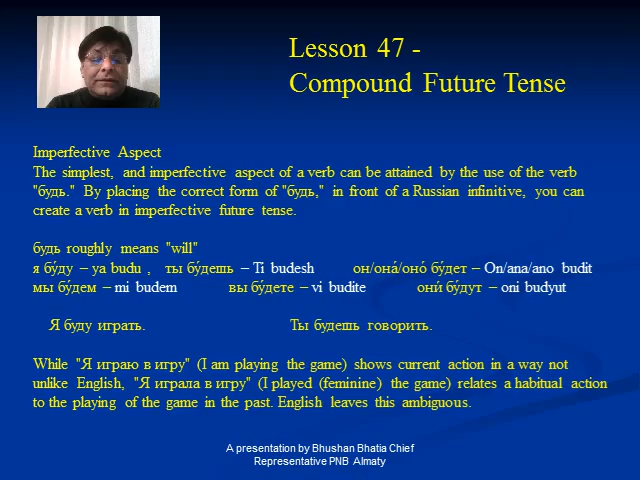 Lesson 47 -
Compound Future Tense
Imperfective Aspect
The simplest, and imperfective aspect of a verb can be attained by the use of the verb
"будь." By placing the correct form of "будь," in front of a Russian infinitive, you can
create a verb in imperfective future tense.
будь roughly means "will"
я бу́ду – ya budu , ты бу́дешь – Ti budesh он/она́/оно́ бу́дет – On/ana/ano budit
мы бу́дем – mi budem вы бу́дете – vi budite они́ бу́дут – oni budyut
Я буду играть. Ты будешь говорить.
While "Я играю в игру" (I am playing the game) shows current action in a way not
unlike English, "Я играла в игру" (I played (feminine) the game) relates a habitual action
to the playing of the game in the past. English leaves this ambiguous.
A presentation by Bhushan Bhatia Chief
Representative PNB Almaty